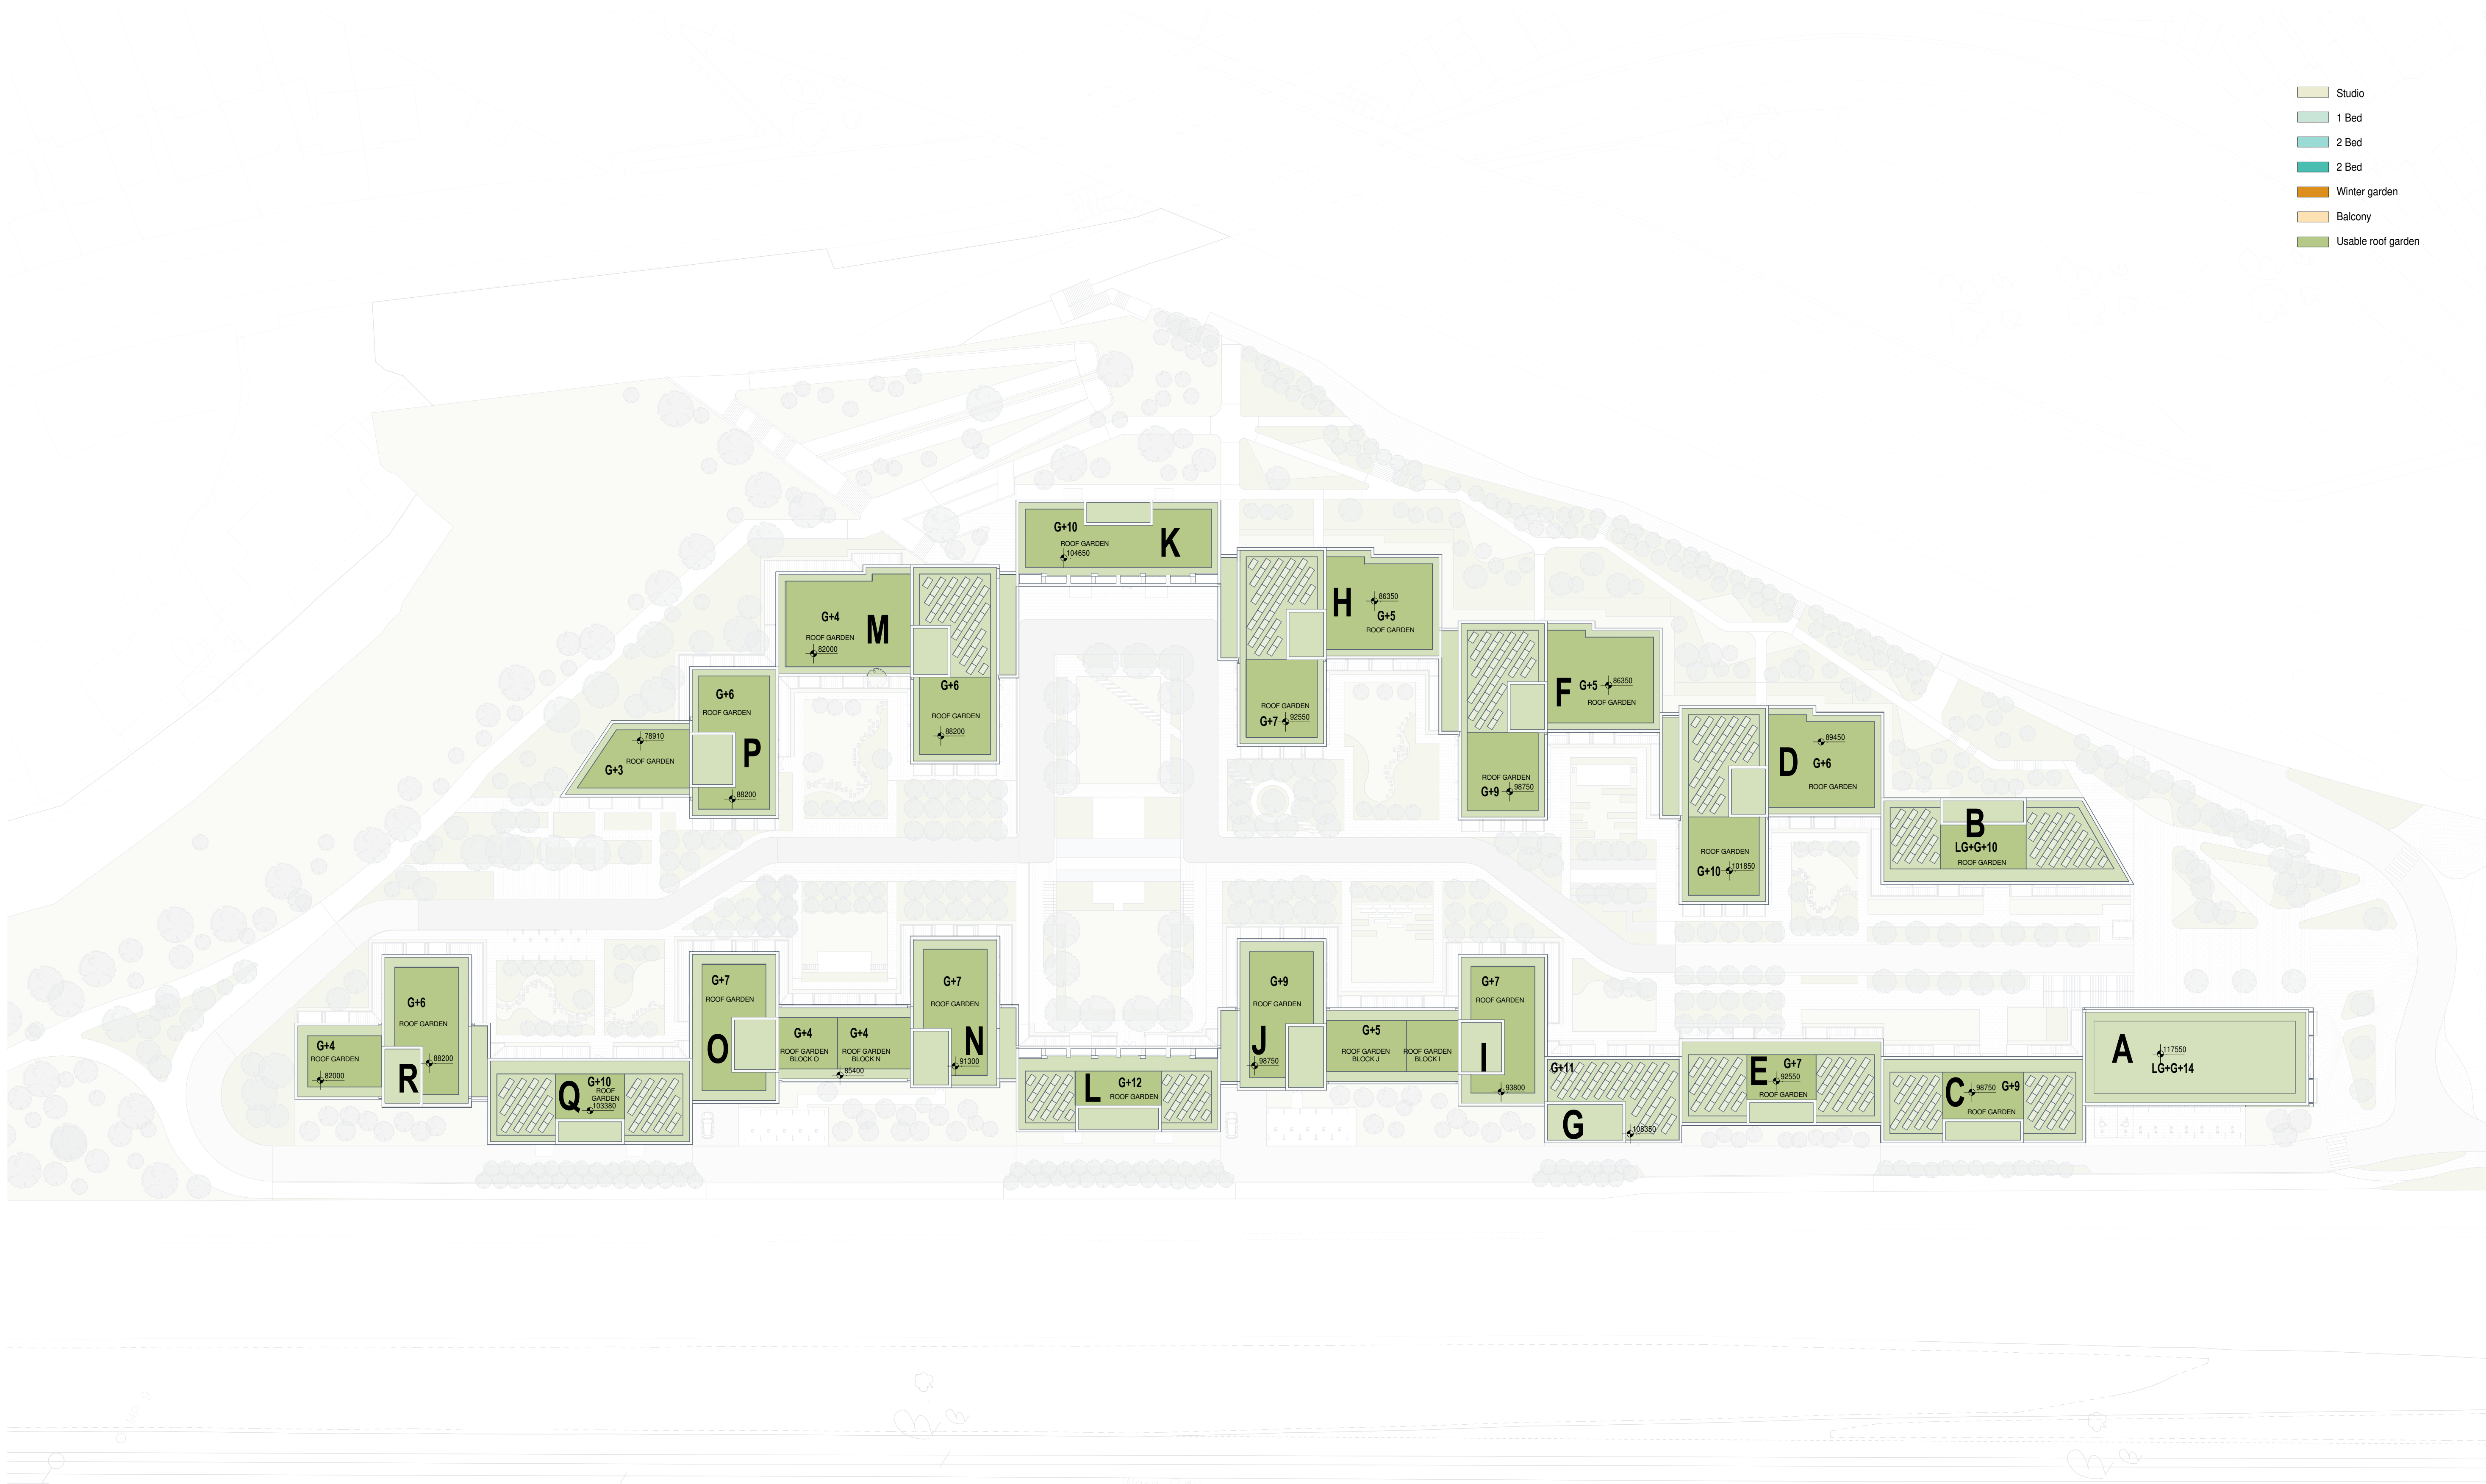 Studio
1 Bed
2 Bed
2 Bed
Winter garden
Balcony
Usable roof garden
G+10
K
ROOF GARDEN
104650
G+4
M
ROOF GARDEN
82000
G+6
ROOF GARDEN
88200
H
86350
G+5
ROOF GARDEN
ROOF GARDEN
G+7
92550
G+6
ROOF GARDEN
P
88200
78910
ROOF GARDEN
G+3
F
G+5
86350
ROOF GARDEN
ROOF GARDEN
G+9
98750
D
89450
G+6
ROOF GARDEN
ROOF GARDEN
G+10
101850
B
LG+G+10
ROOF GARDEN
G+6
ROOF GARDEN
88200
R
G+4
ROOF GARDEN
82000
Q
G+10
ROOF
GARDEN
103380
G+7
ROOF GARDEN
O
G+4
ROOF GARDEN
BLOCK O
G+4
ROOF GARDEN
BLOCK N
85400
G+7
ROOF GARDEN
N
91300
L
G+12
ROOF GARDEN
G+9
ROOF GARDEN
J
98750
G+5
ROOF GARDEN
BLOCK J
ROOF GARDEN
BLOCK I
G+7
ROOF GARDEN
I
93800
G+11
G
108350
E
G+7
92550
ROOF GARDEN
C
98750
G+9
ROOF GARDEN
A
117550
LG+G+14